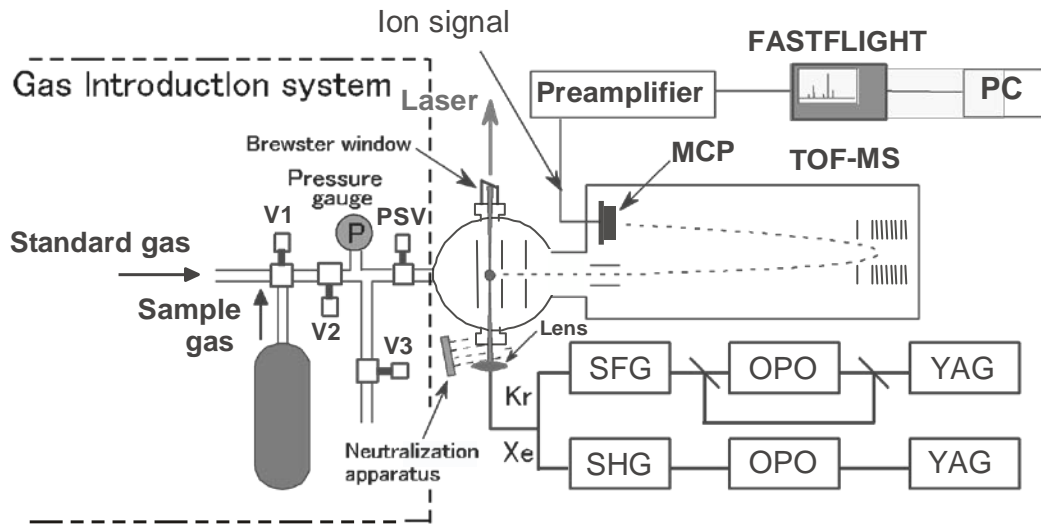 Ion signal
FASTFLIGHT
Gas Introduction system
Laser
Preamplifier
PC
Brewster window
MCP
TOF-MS
Pressure
gauge
V1
PSV
P
Standard gas
Sample
gas
V2
V3
Lens
SFG
OPO
YAG
Kr
Neutralization
apparatus
Xe
SHG
OPO
YAG